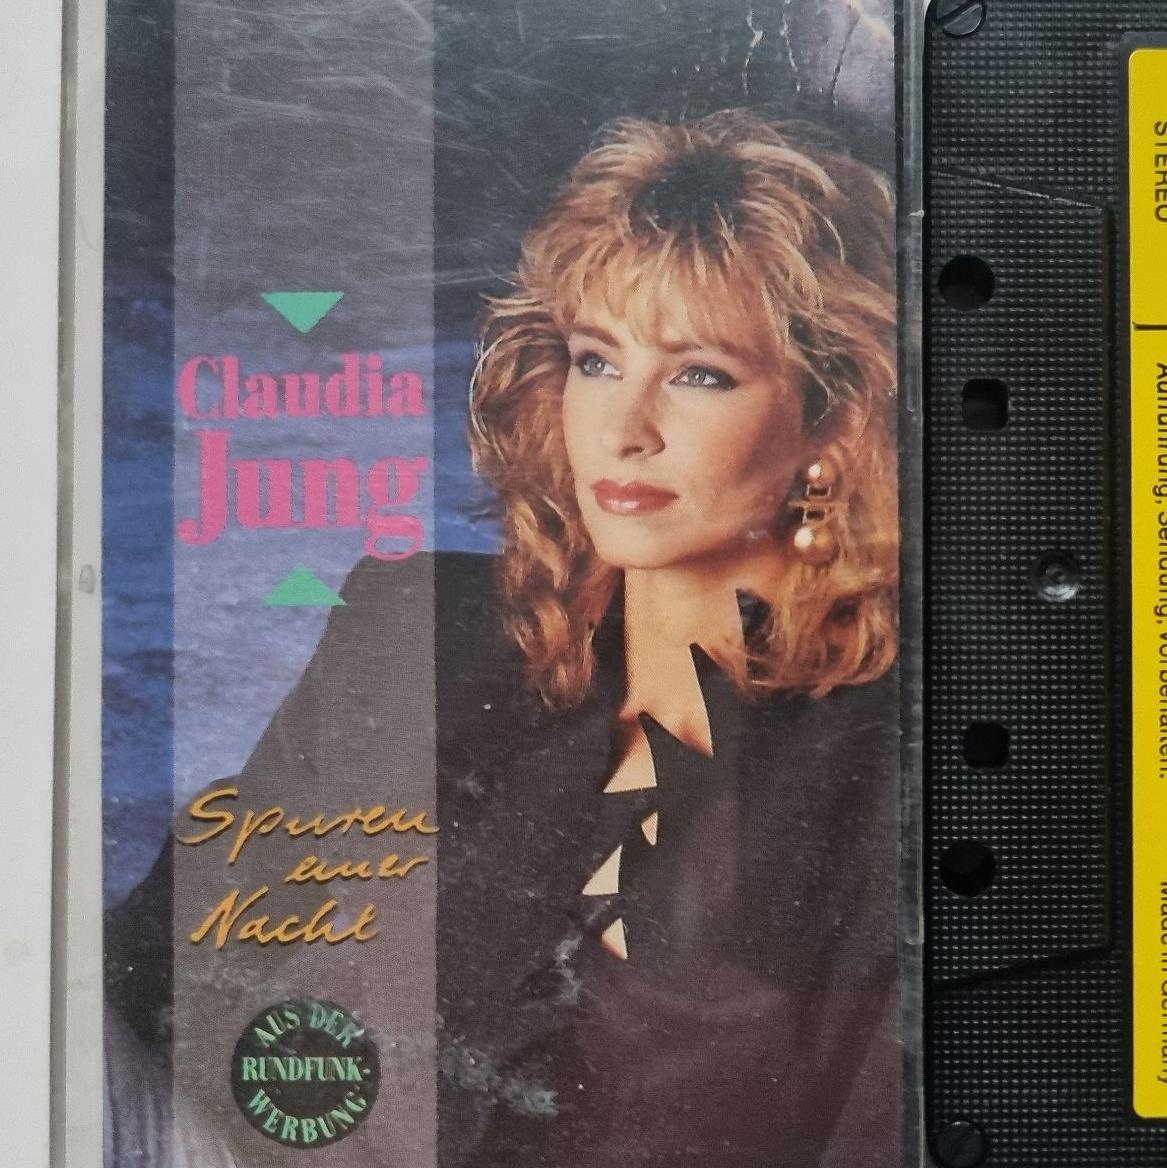 Claudia
Jung
Spuren
einer
Nacht
AUS DER
RUNDFUNK-
WERBUNG
STEREO
Aufführung, Sendung, vorbehalten.
Made in Germany